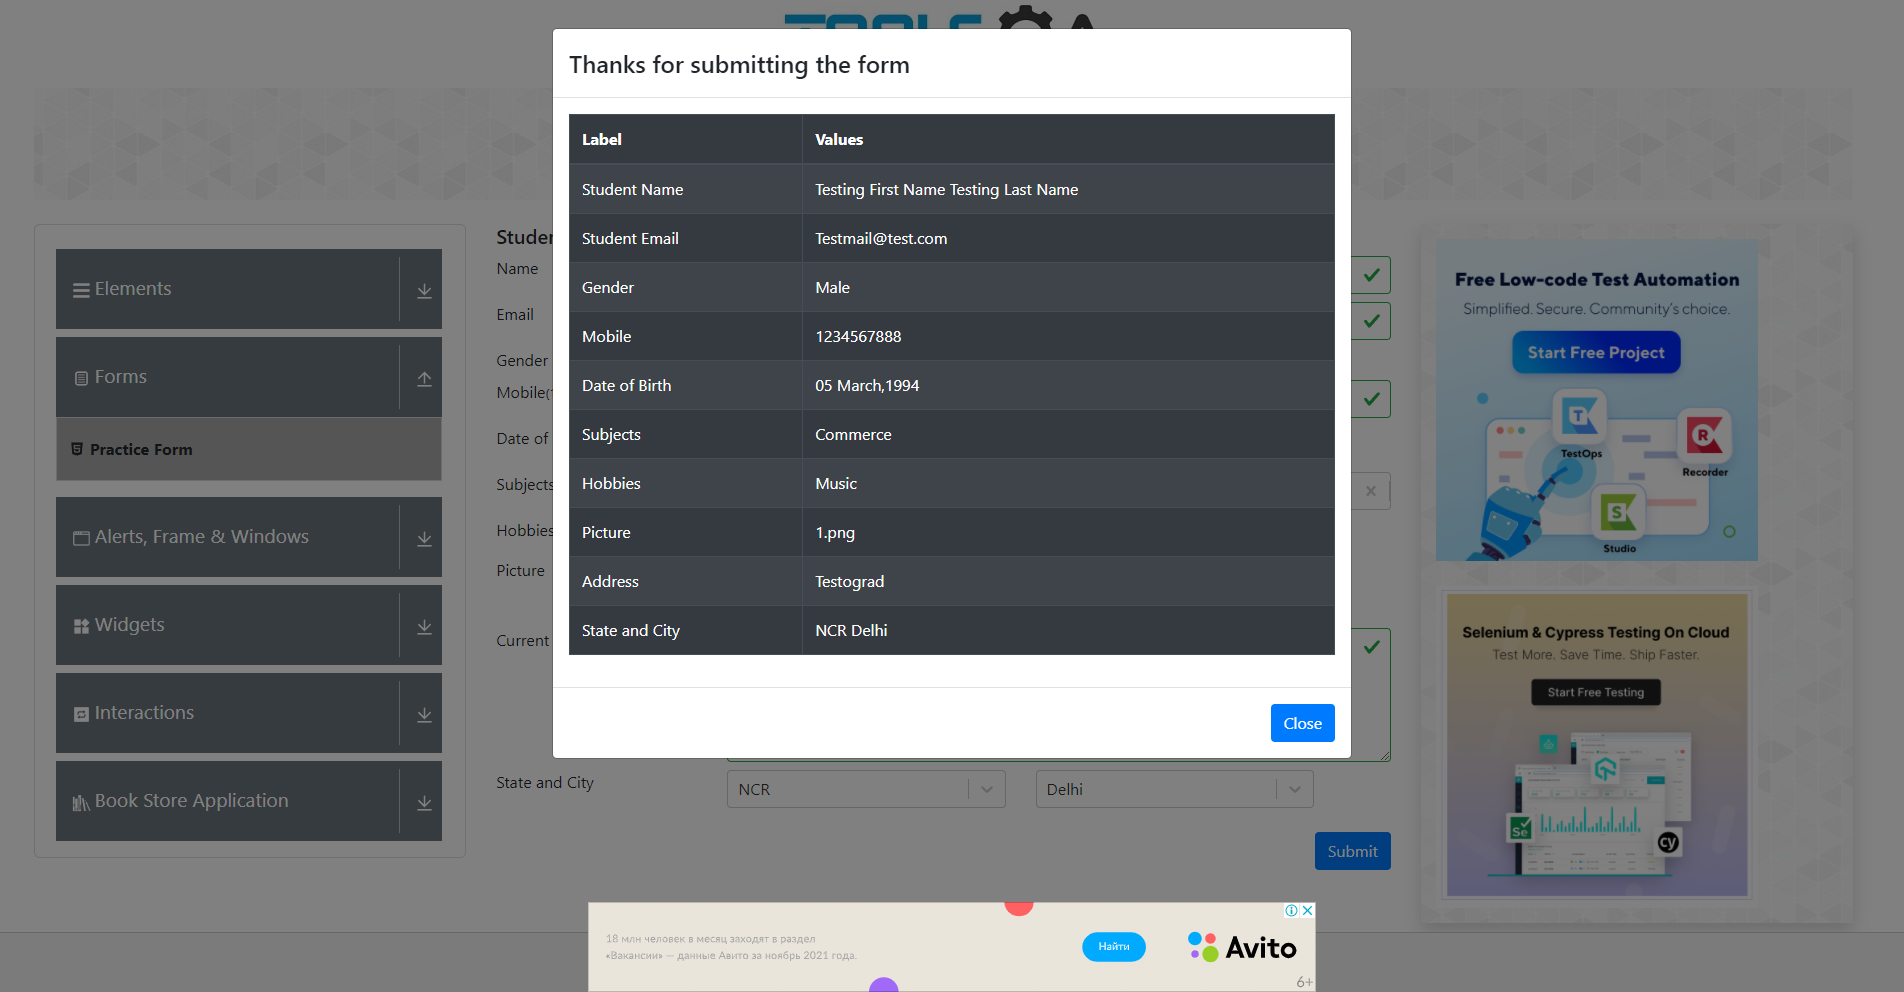 TOOLS QA
Thanks for submitting the form
Label Values
Student Name Testing First Name Testing Last Name
Student Email Testmail@test.com
Gender Male
Mobile 1234567888
Date of Birth 05 March,1994
Subjects Commerce
Hobbies Music
Picture 1.png
Address Testograd
State and City NCR Delhi
Close
Elements
Forms
Practice Form
Alerts, Frame & Windows
Widgets
Interactions
Book Store Application
Name
Email
Gender
Mobile
Date of
Subjects
Hobbies
Picture
Current
State and City NCR Delhi
Submit
Free Low-code Test Automation
Simplified. Secure. Community's choice.
Start Free Project
TestOps
Recorder
Studio
Selenium & Cypress Testing On Cloud
Test More. Save Time. Ship Faster.
Start Free Testing
Se
cy
18 млн человек в месяц заходят в раздел
«Вакансии» — данные Авито за ноябрь 2021 года.
Найти
Avito
6+